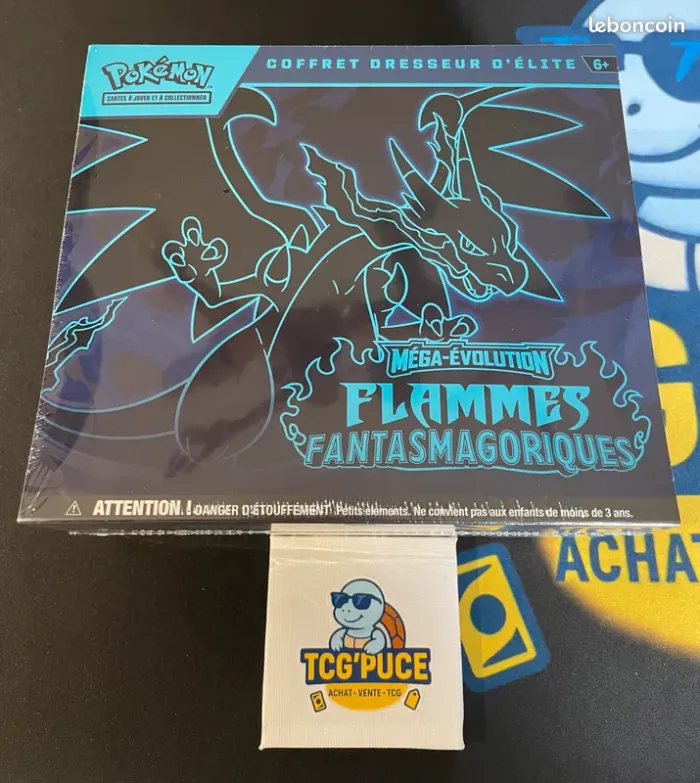 leboncoin
Pokémon
CARTES À JOUER ET À COLLECTIONNER
COFFRET DRESSEUR D'ÉLITE
6+
MÉGA-ÉVOLUTION
FLAMMES
FANTASMAGORIQUES
ATTENTION ! DANGER D'ÉTOUFFEMENT. Petits éléments. Ne convient pas aux enfants de moins de 3 ans.
ACHA
TCG'PUCE
ACHAT - VENTE - TCG